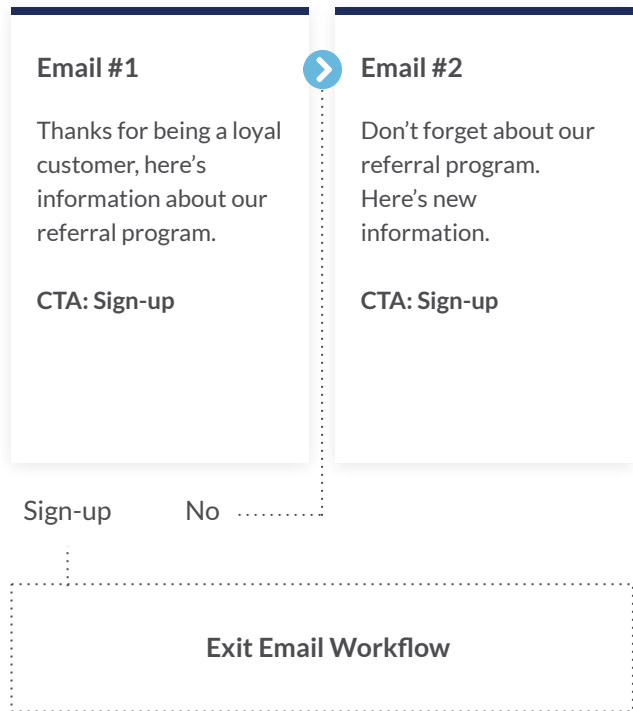 Email #1
Thanks for being a loyal
customer, here’s
information about our
referral program.
CTA: Sign-up
Email #2
Don’t forget about our
referral program.
Here’s new
information.
CTA: Sign-up
Sign-up
No
Exit Email Workflow